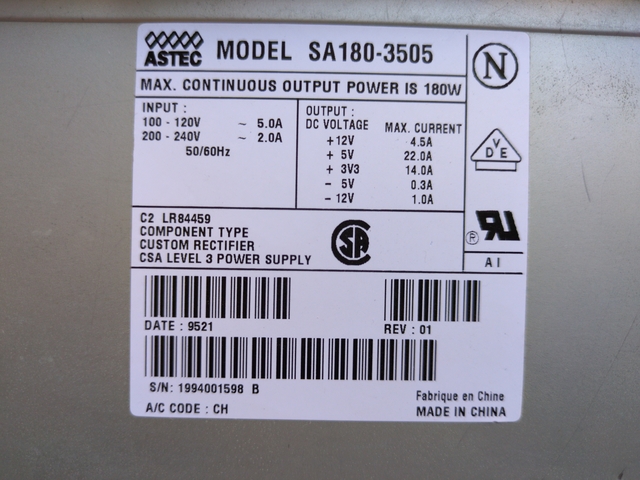 ASTEC MODEL SA180-3505
N
MAX. CONTINUOUS OUTPUT POWER IS 180W
INPUT :
100 - 120V ~ 5.0A
200 - 240V ~ 2.0A
50/60Hz
OUTPUT :
DC VOLTAGE MAX. CURRENT
+12V 4.5A
+ 5V 22.0A
+ 3V3 14.0A
- 5V 0.3A
- 12V 1.0A
VDE
C2 LR84459
COMPONENT TYPE
CUSTOM RECTIFIER
CSA LEVEL 3 POWER SUPPLY
SA
RU
®
A I
DATE : 9521
REV : 01
S/N: 1994001598 B
A/C CODE : CH
Fabrique en Chine
MADE IN CHINA